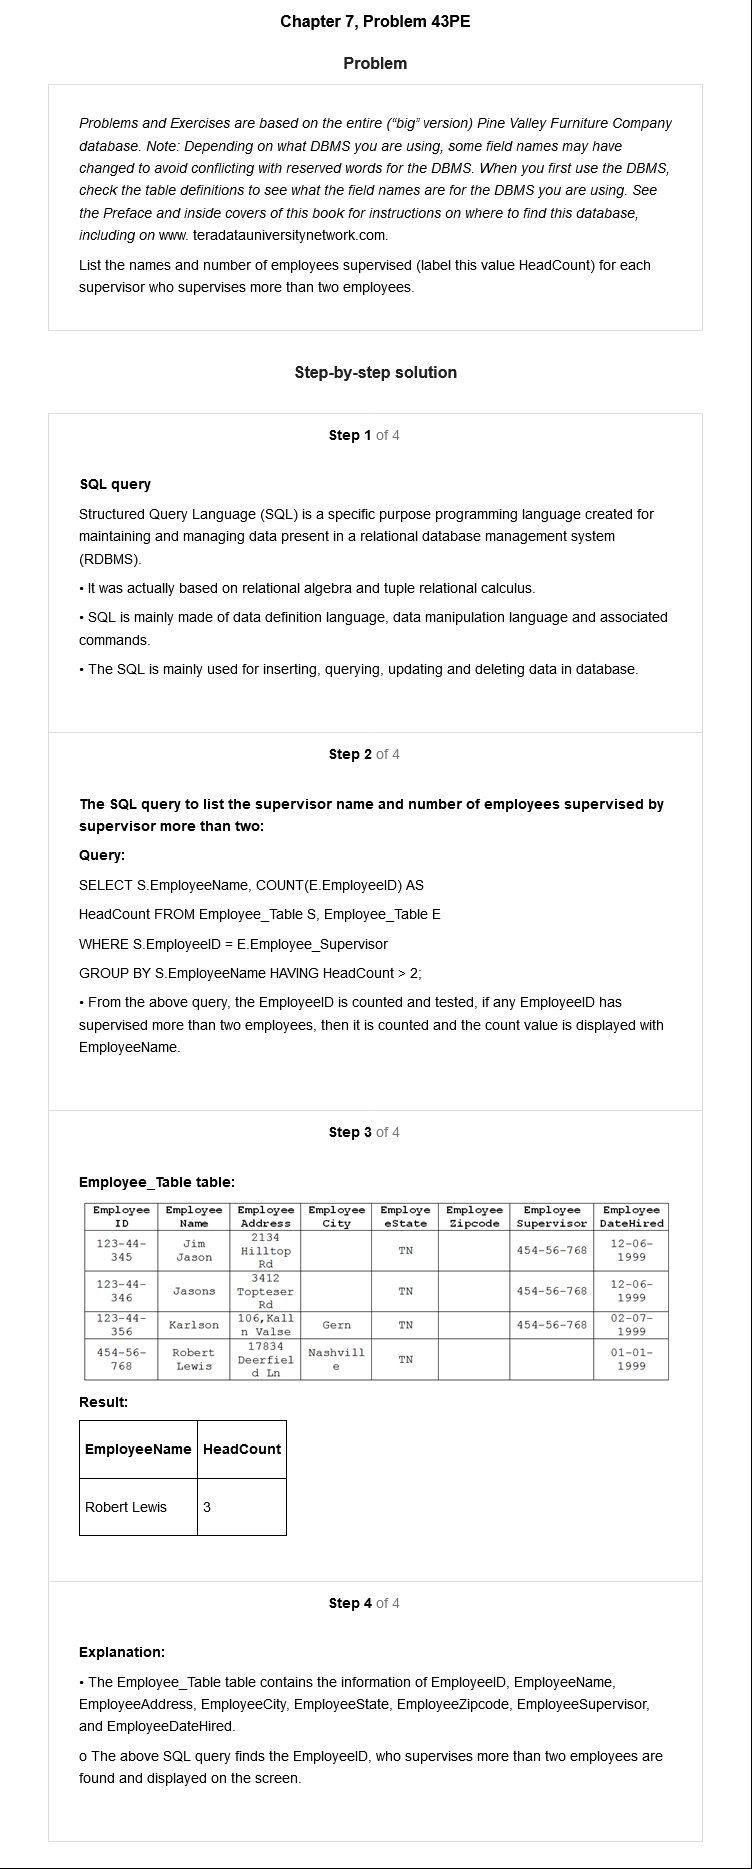 Chapter 7, Problem 43PE
Problem
Problems and Exercises are based on the entire (“big” version) Pine Valley Furniture Company
database. Note: Depending on what DBMS you are using, some field names may have
changed to avoid conflicting with reserved words for the DBMS. When you first use the DBMS,
check the table definitions to see what the field names are for the DBMS you are using. See
the Preface and inside covers of this book for instructions on where to find this database,
including on www. teradatauniversitynetwork.com.
List the names and number of employees supervised (label this value HeadCount) for each
supervisor who supervises more than two employees.
Step-by-step solution
Step 1 of 4
SQL query
Structured Query Language (SQL) is a specific purpose programming language created for
maintaining and managing data present in a relational database management system
(RDBMS).
• It was actually based on relational algebra and tuple relational calculus.
• SQL is mainly made of data definition language, data manipulation language and associated
commands.
• The SQL is mainly used for inserting, querying, updating and deleting data in database.
Step 2 of 4
The SQL query to list the supervisor name and number of employees supervised by
supervisor more than two:
Query:
SELECT S.EmployeeName, COUNT(E.EmployeeID) AS
HeadCount FROM Employee_Table S, Employee_Table E
WHERE S.EmployeeID = E.Employee_Supervisor
GROUP BY S.EmployeeName HAVING HeadCount > 2;
• From the above query, the EmployeeID is counted and tested, if any EmployeeID has
supervised more than two employees, then it is counted and the count value is displayed with
EmployeeName.
Step 3 of 4
Employee_Table table:
Employee Employee Employee Employee Employe Employee Employee Employee
ID Name Address City eState Zipcode Supervisor DateHired
123-44- Jim 2134 TN 454-56-768 12-06-
345 Jason Hilltop 1999
Rd
123-44- Jasons 3412 TN 454-56-768 12-06-
346 Topteser 1999
Rd
123-44- Karlson 106,Kall Gern TN 454-56-768 02-07-
356 n Valse 1999
454-56- Robert 17834 Nashvill TN 01-01-
768 Lewis Deerfiel e 1999
d Ln
Result:
EmployeeName HeadCount
Robert Lewis 3
Step 4 of 4
Explanation:
• The Employee_Table table contains the information of EmployeeID, EmployeeName,
EmployeeAddress, EmployeeCity, EmployeeState, EmployeeZipcode, EmployeeSupervisor,
and EmployeeDateHired.
o The above SQL query finds the EmployeeID, who supervises more than two employees are
found and displayed on the screen.